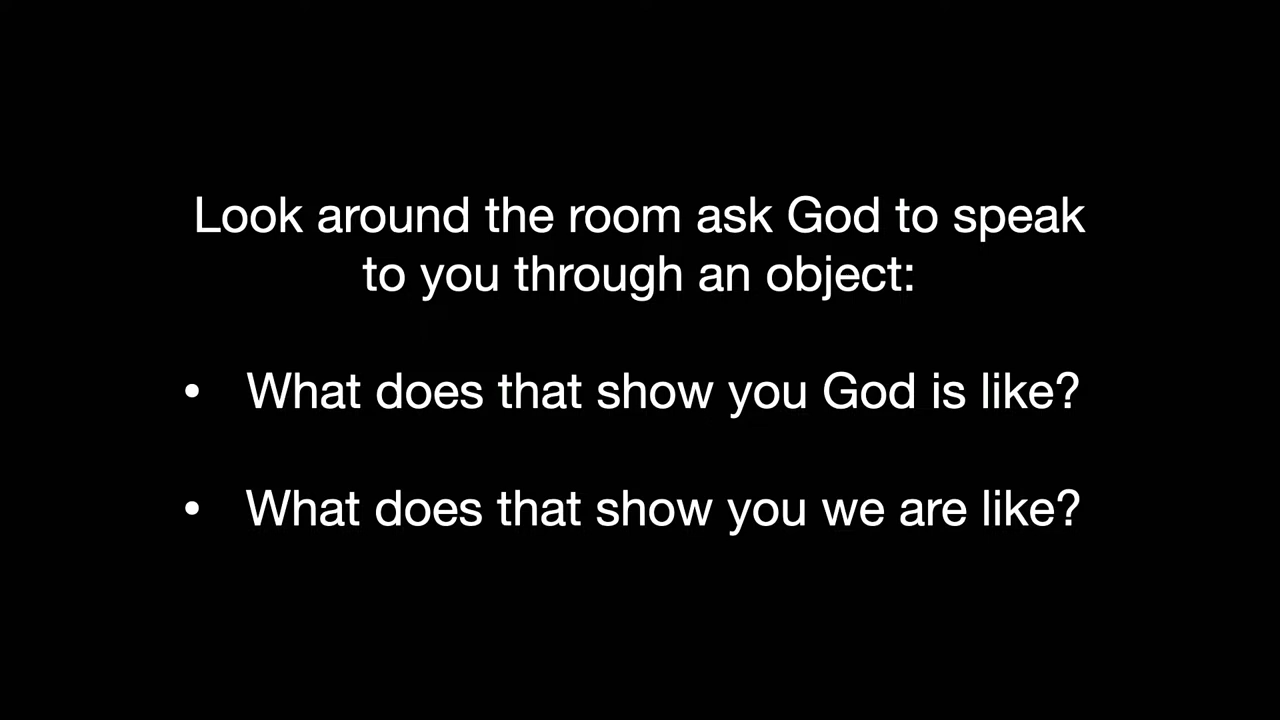 Look around the room ask God to speak
to you through an object:
• What does that show you God is like?
• What does that show you we are like?